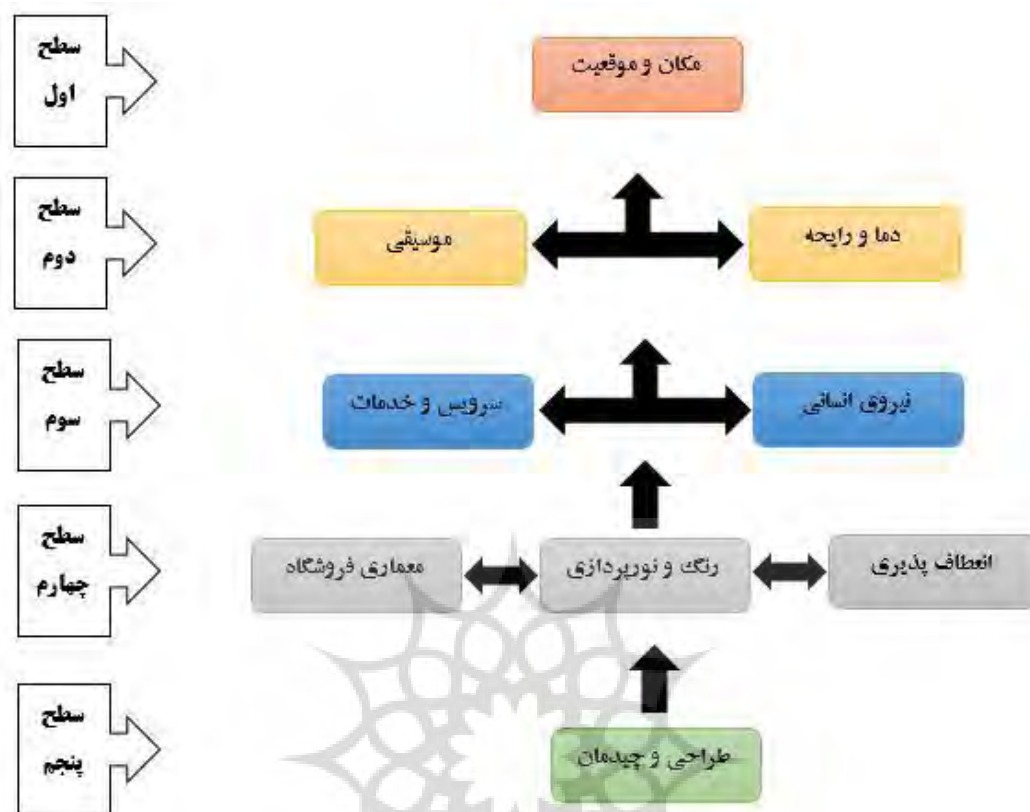 سطح
اول
مکان و موقعیت
سطح
دوم
دما و رایحه
موسیقی
سطح
سوم
نیروی انسانی
سرویس و خدمات
سطح
چهارم
انعطاف پذیری
رنگ و نورپردازی
معماری فروشگاه
سطح
پنجم
طراحی و چیدمان